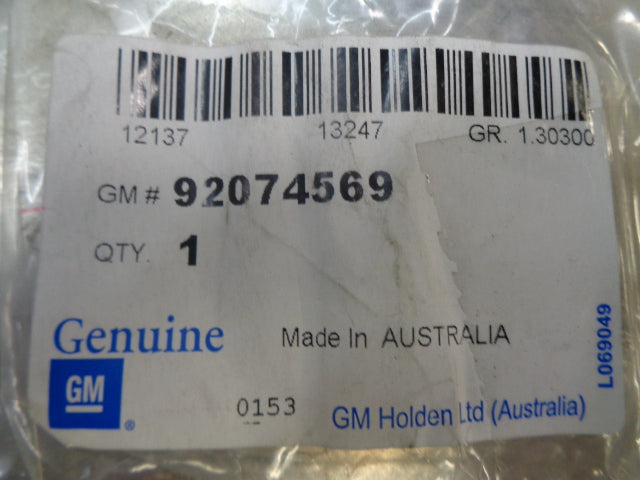 12137 13247 GR. 1.30300
GM # 92074569
QTY. 1
Genuine Made In AUSTRALIA
GM ®
0153 GM Holden Ltd (Australia)
L069049